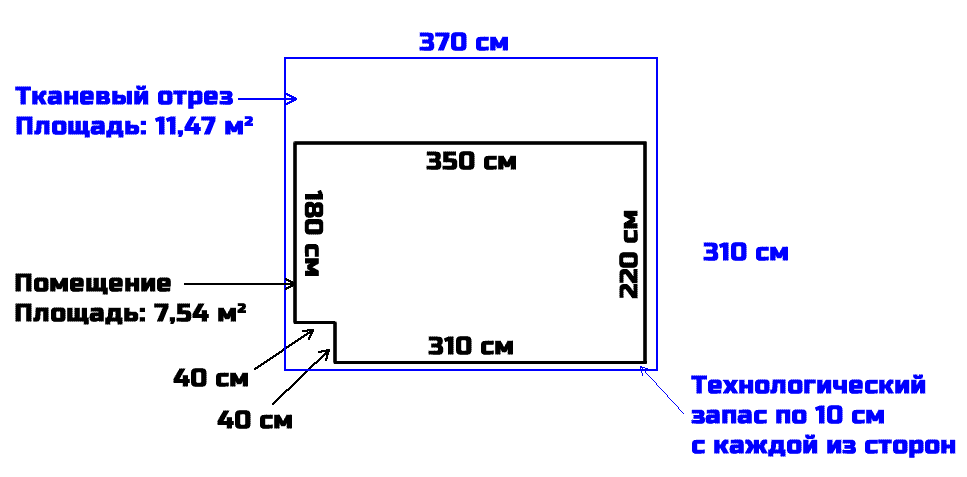 370 см
Тканевый отрез
Площадь: 11,47 м²
350 см
180 см
220 см
310 см
Помещение
Площадь: 7,54 м²
310 см
40 см
40 см
Технологический
запас по 10 см
с каждой из сторон